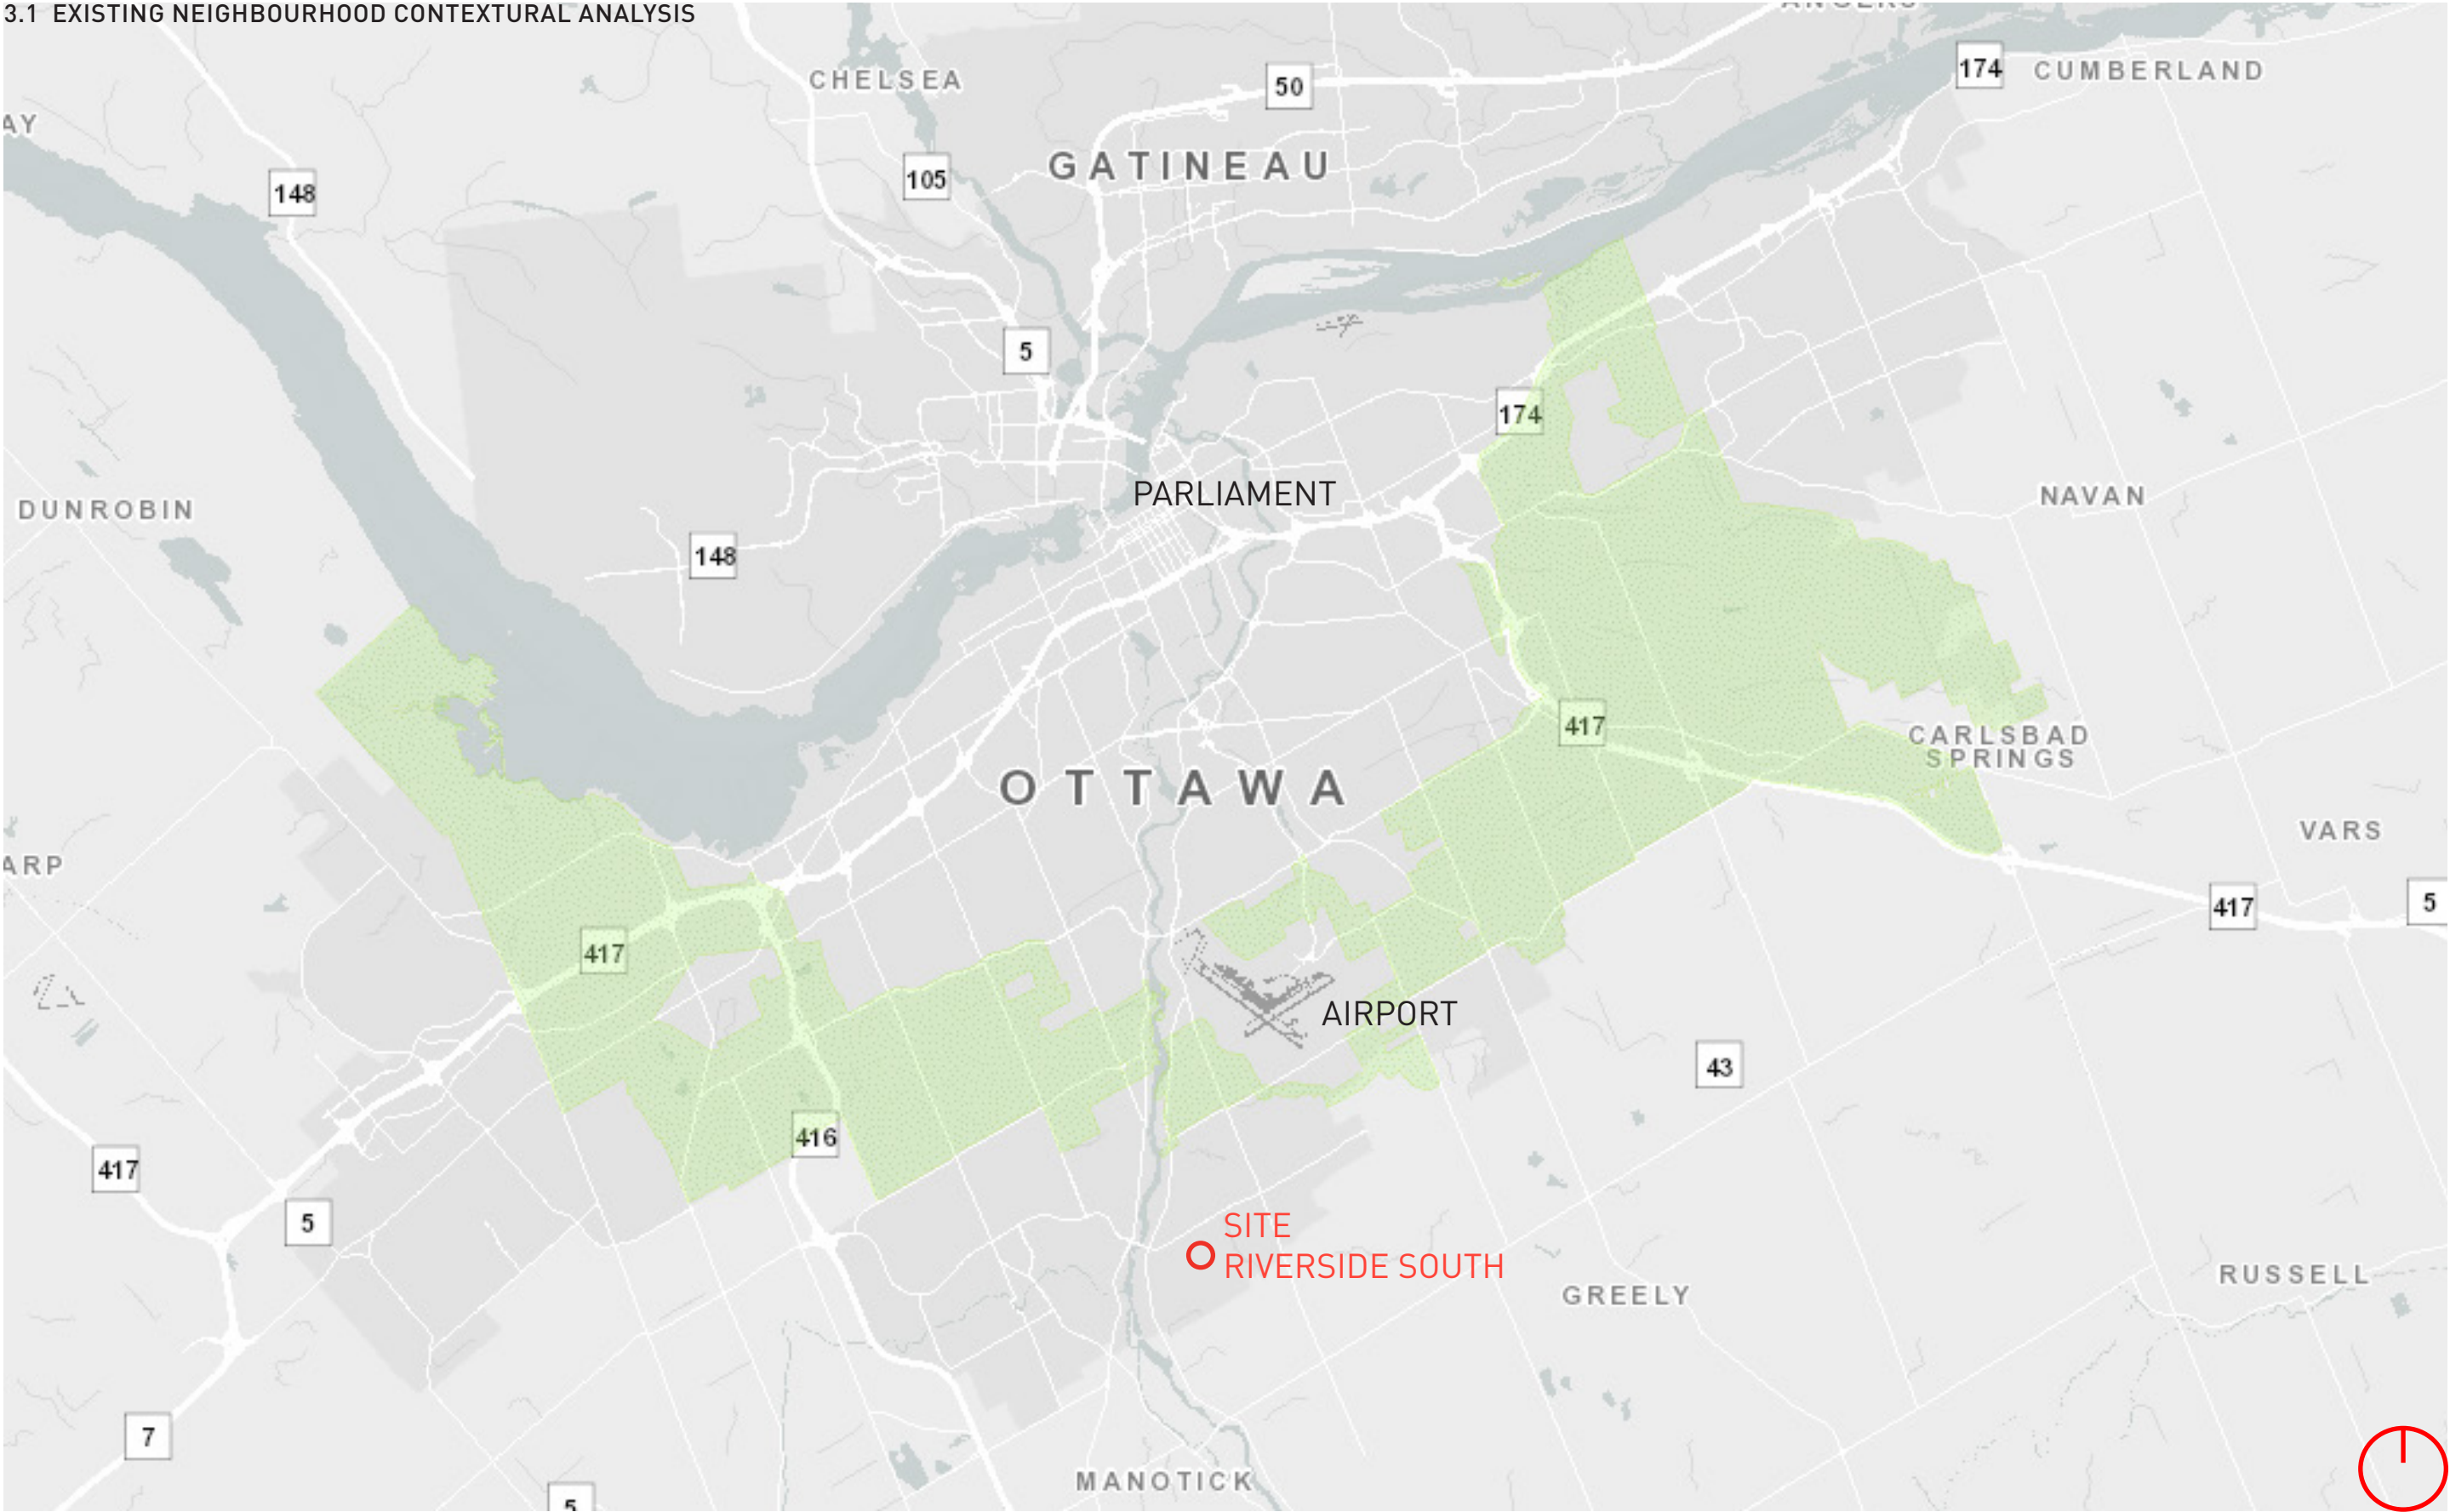 3.1 EXISTING NEIGHBOURHOOD CONTEXTURAL ANALYSIS
CHELSEA
50
174
CUMBERLAND
148
105
GATINEAU
5
174
DUNROBIN
PARLIAMENT
NAVAN
148
417
CARLSBAD
SPRINGS
OTTAWA
VARS
417
5
417
AIRPORT
43
416
417
5
SITE
RIVERSIDE SOUTH
GREELY
RUSSELL
7
MANOTICK
5